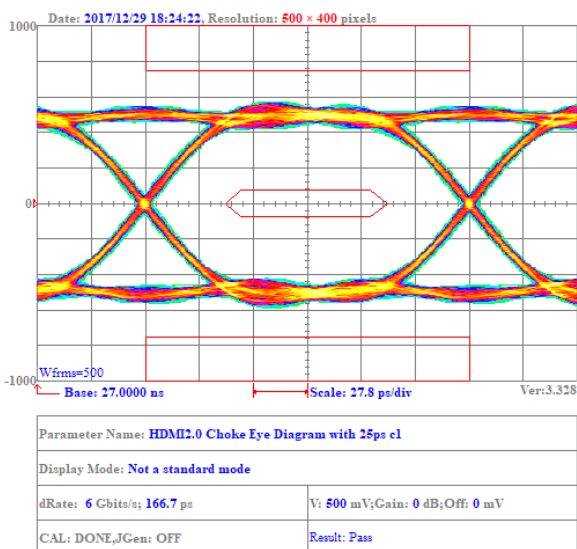 Date: 2017/12/29 18:24:22, Resolution: 500 × 400 pixels
1000
0
-1000
Wfrms=500
Base: 27.0000 ns
Scale: 27.8 ps/div
Ver:3.328
Parameter Name: HDMI2.0 Choke Eye Diagram with 25ps c1
Display Mode: Not a standard mode
dRate: 6 Gbits/s; 166.7 ps
V: 500 mV;Gain: 0 dB;Off: 0 mV
CAL: DONE,JGen: OFF
Result: Pass